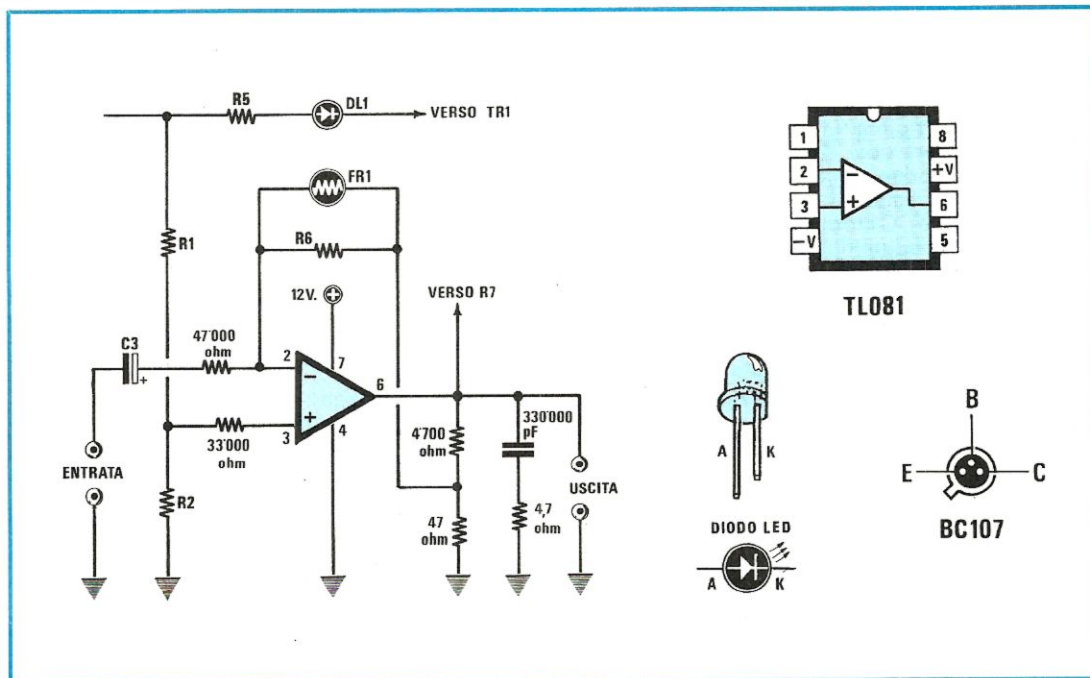 R5
DL1
VERSO TR1
FR1
R1
R6
12V.
VERSO R7
C3
+
47'000
ohm
2
7
6
33'000
ohm
3
4
ENTRATA
R2
4'700
ohm
330'000
pF
47
ohm
4,7
ohm
USCITA
1
2
3
−V
8
+V
6
5
TL081
A
K
DIODO LED
A
K
B
E
C
BC107